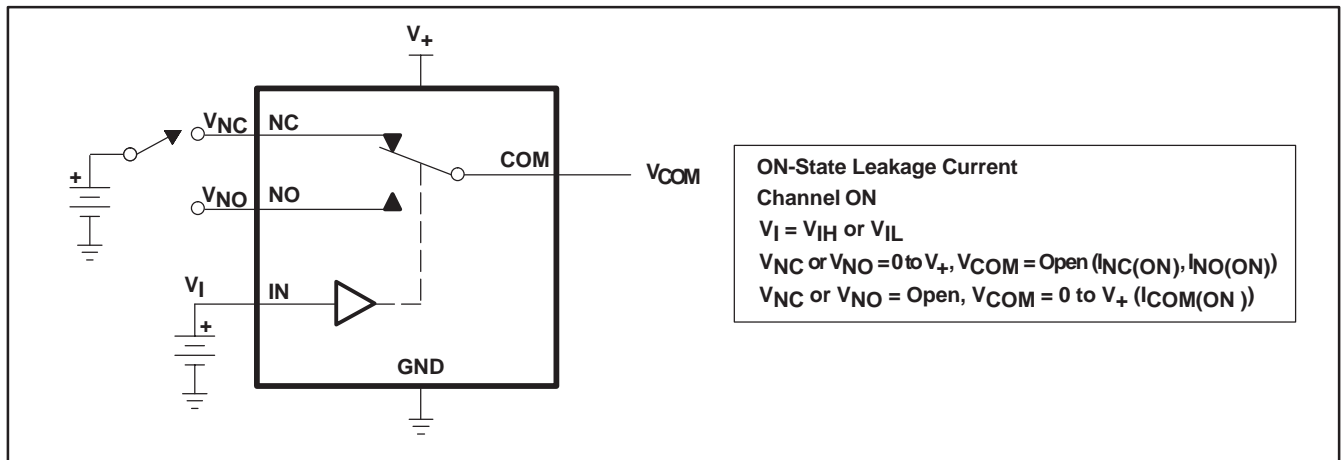 V+
VNC NC
COM
VCOM
+
VNO NO
VI
IN
+
GND
ON-State Leakage Current
Channel ON
VI = VIH or VIL
VNC or VNO = 0 to V+, VCOM = Open (INC(ON), INO(ON))
VNC or VNO = Open, VCOM = 0 to V+ (ICOM(ON ))